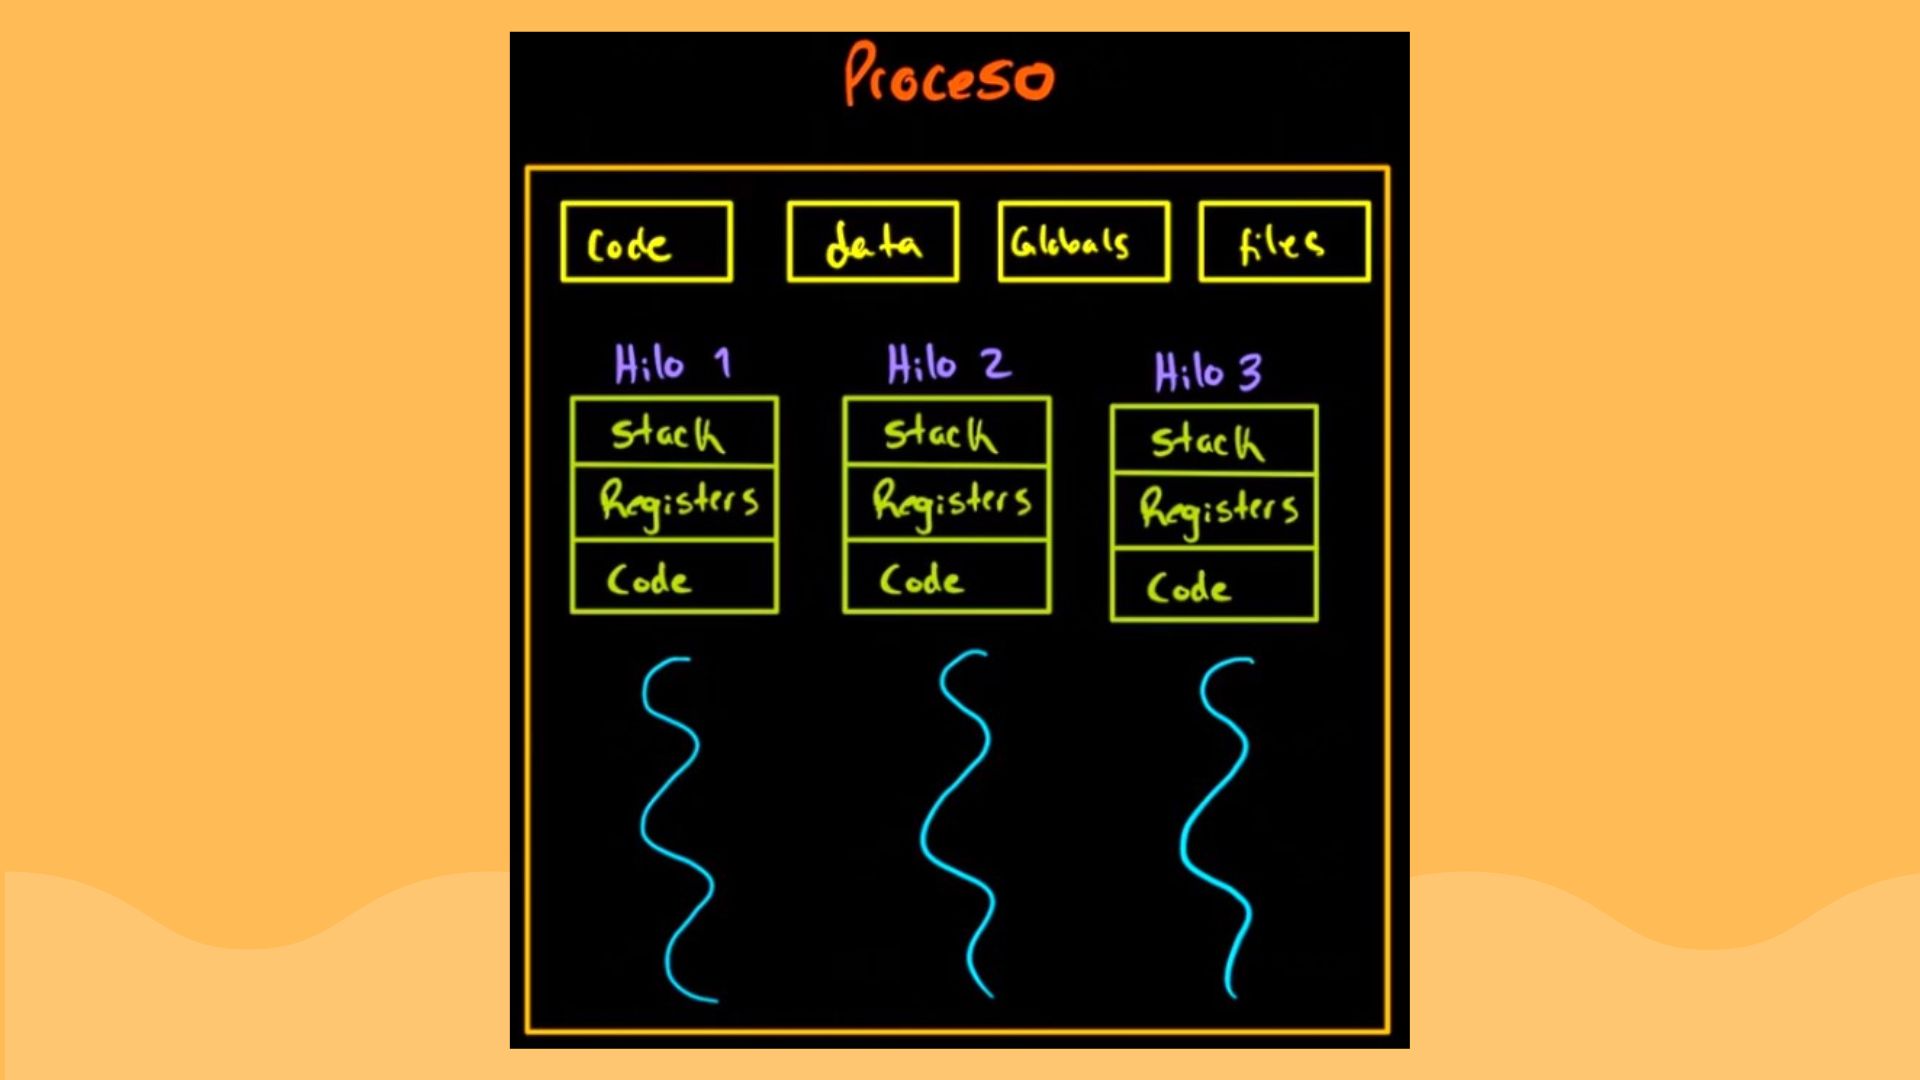 Proceso
Code data Globals files
Hilo 1 Hilo 2 Hilo 3
Stack Stack Stack
Registers Registers Registers
Code Code Code